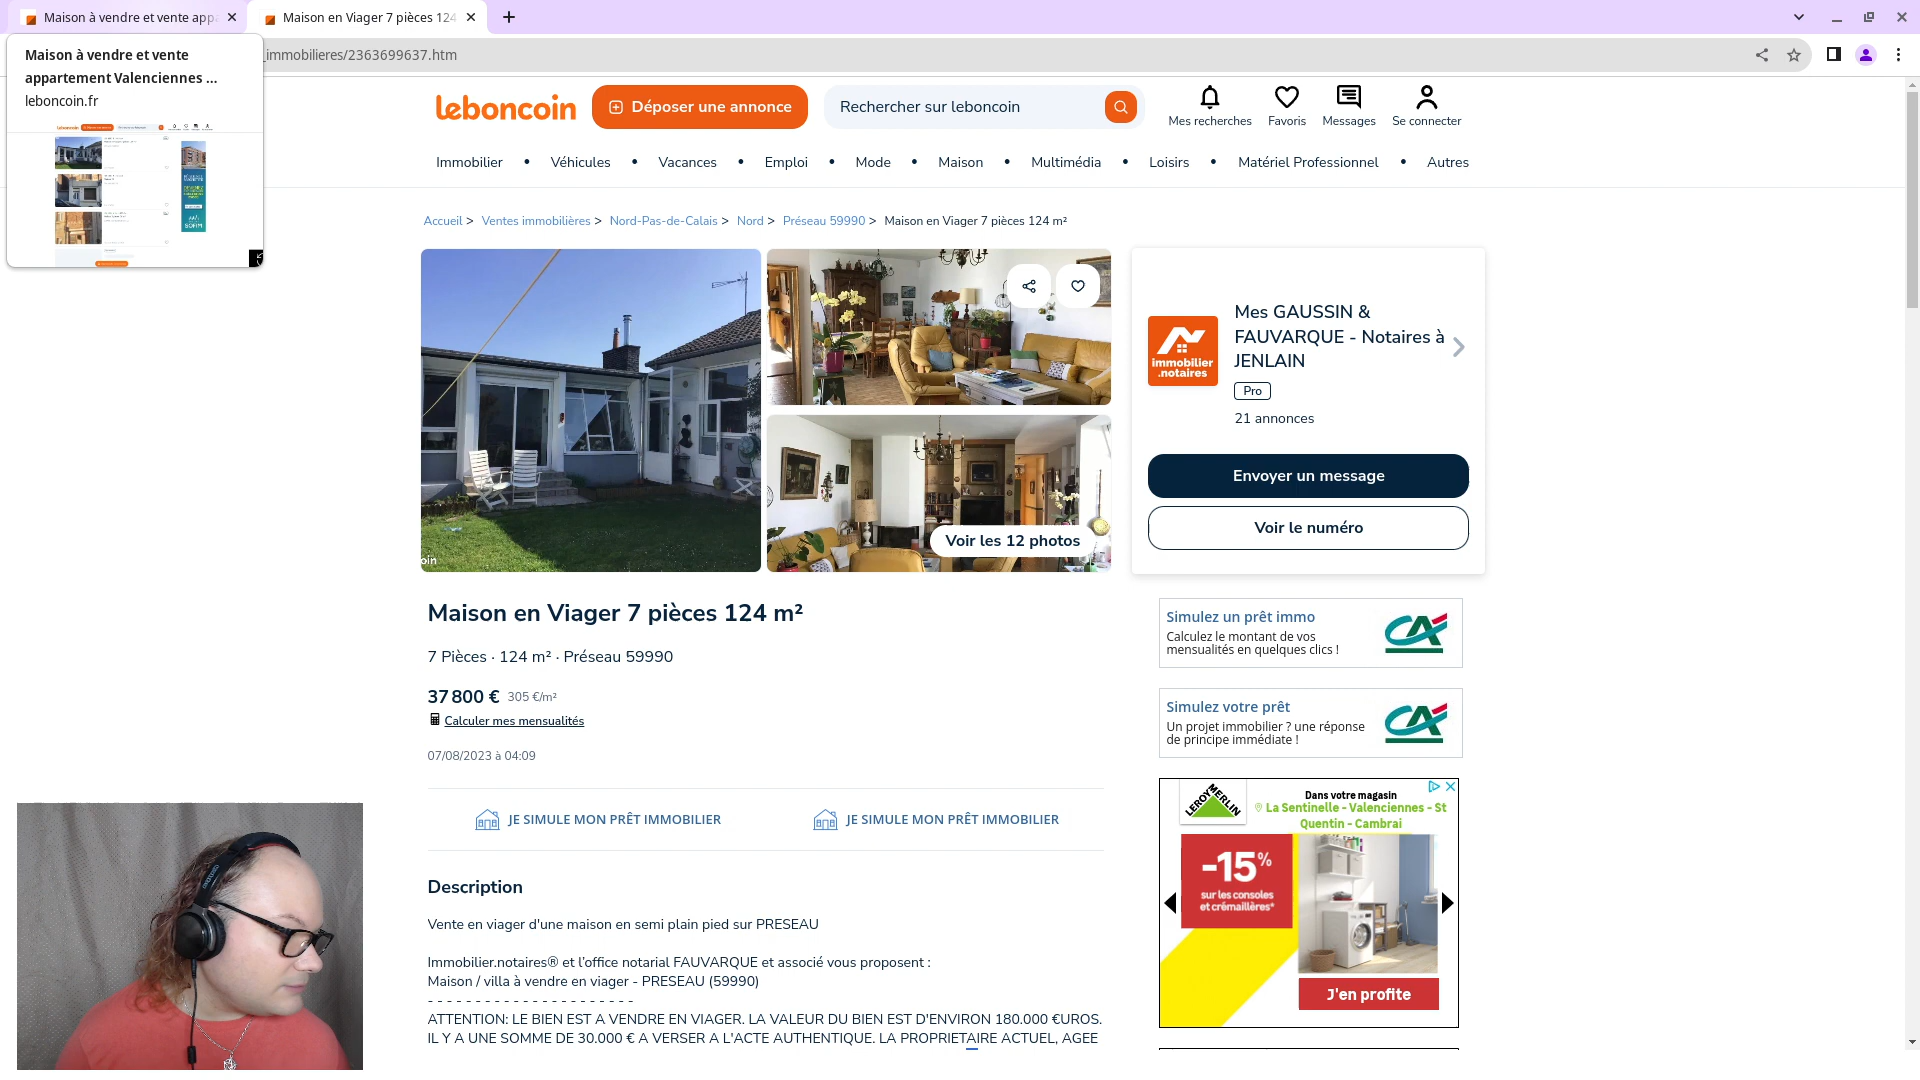 Maison à vendre et vente app
Maison en Viager 7 pièces 124
Maison à vendre et vente
appartement Valenciennes ...
leboncoin.fr
_immobilieres/2363699637.htm
leboncoin
Déposer une annonce
Rechercher sur leboncoin
Mes recherches
Favoris
Messages
Se connecter
Immobilier • Véhicules • Vacances • Emploi • Mode • Maison • Multimédia • Loisirs • Matériel Professionnel • Autres
Accueil > Ventes immobilières > Nord-Pas-de-Calais > Nord > Préseau 59990 > Maison en Viager 7 pièces 124 m²
oin
Voir les 12 photos
immobilier
.notaires
Mes GAUSSIN &
FAUVARQUE - Notaires à
JENLAIN
Pro
21 annonces
Envoyer un message
Voir le numéro
Maison en Viager 7 pièces 124 m²
7 Pièces · 124 m² · Préseau 59990
37 800 € 305 €/m²
Calculer mes mensualités
07/08/2023 à 04:09
JE SIMULE MON PRÊT IMMOBILIER
JE SIMULE MON PRÊT IMMOBILIER
Description
Vente en viager d'une maison en semi plain pied sur PRESEAU
Immobilier.notaires® et l’office notarial FAUVARQUE et associé vous proposent :
Maison / villa à vendre en viager - PRESEAU (59990)
- - - - - - - - - - - - - - - - - - - - - -
ATTENTION: LE BIEN EST A VENDRE EN VIAGER. LA VALEUR DU BIEN EST D'ENVIRON 180.000 €UROS.
IL Y A UNE SOMME DE 30.000 € A VERSER A L'ACTE AUTHENTIQUE. LA PROPRIETAIRE ACTUEL, AGEE
Simulez un prêt immo
Calculez le montant de vos
mensualités en quelques clics !
CA
Simulez votre prêt
Un projet immobilier ? une réponse
de principe immédiate !
CA
LEROY MERLIN
Dans votre magasin
La Sentinelle - Valenciennes - St
Quentin - Cambrai
-15%
sur les consoles
et crémaillères*
J'en profite